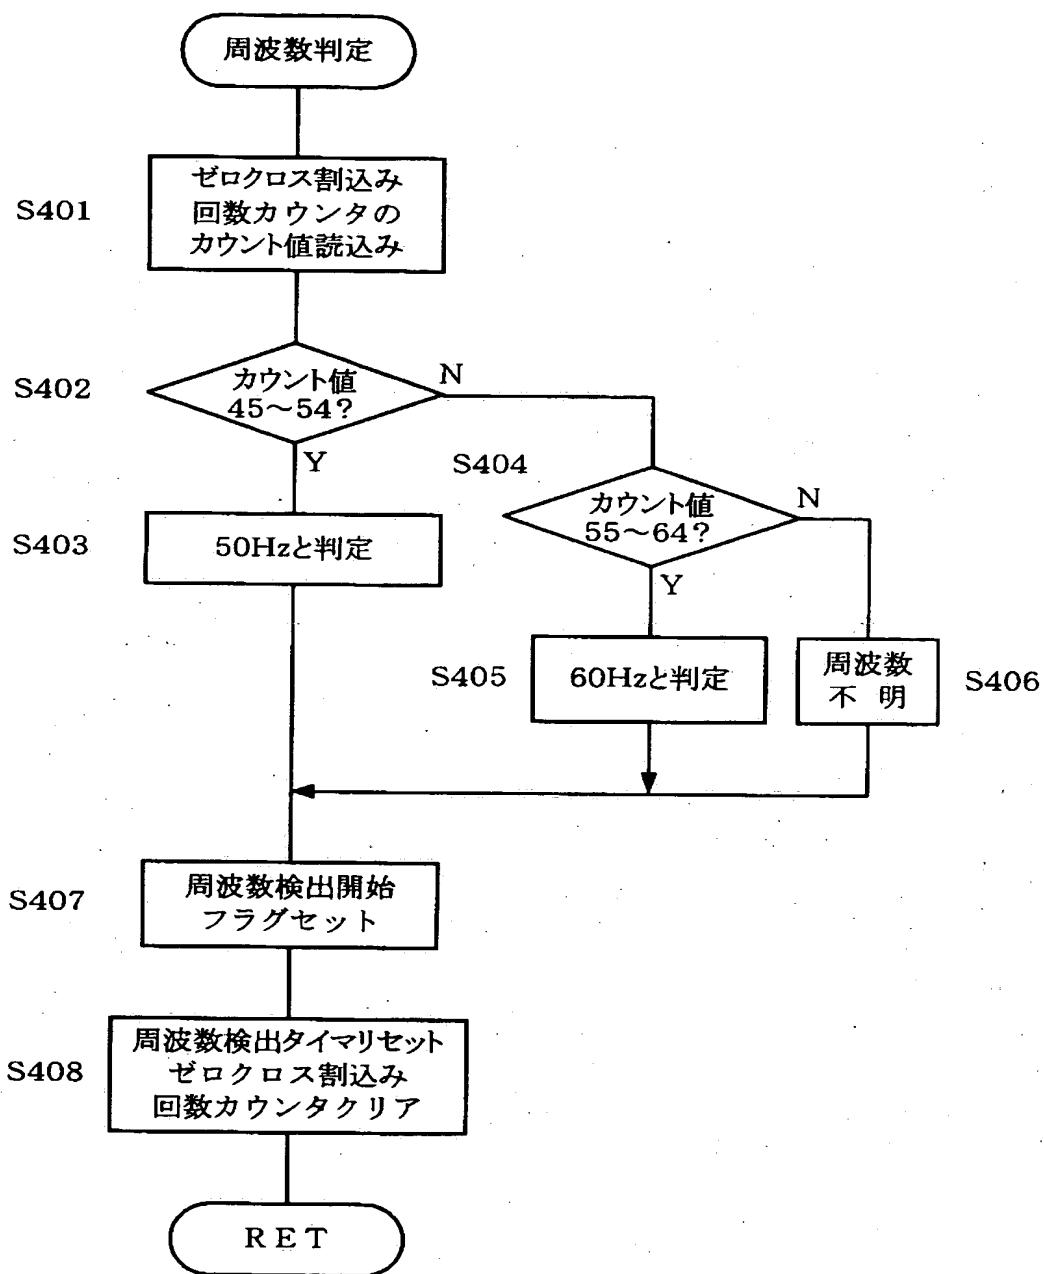 周波数判定
S401
ゼロクロス割込み
回数カウンタの
カウント値読込み
S402
カウント値
45～54?
N
Y
S404
カウント値
55～64?
N
Y
S403
50Hzと判定
S405
60Hzと判定
周波数
不 明
S406
S407
周波数検出開始
フラグセット
S408
周波数検出タイマリセット
ゼロクロス割込み
回数カウンタクリア
RET